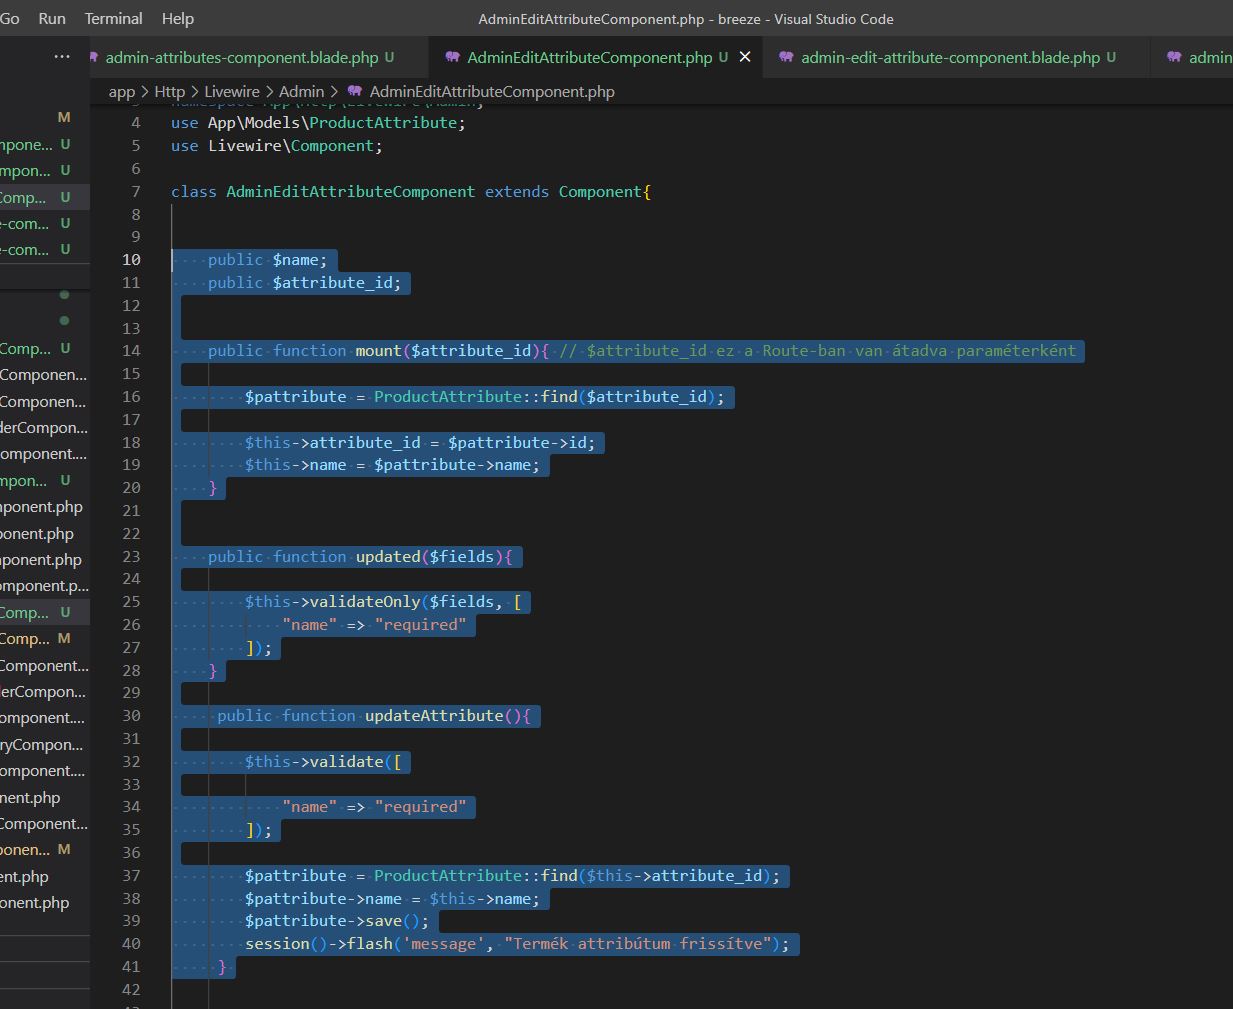 Go Run Terminal Help
AdminEditAttributeComponent.php - breeze - Visual Studio Code
··· admin-attributes-component.blade.php U AdminEditAttributeComponent.php U × admin-edit-attribute-component.blade.php U admin
app > Http > Livewire > Admin > AdminEditAttributeComponent.php
M
mpone... U
mpon... U
Comp... U
e-com... U
e-com... U
Comp... U
Componen...
Component...
derCompon...
omponent....
mpon... U
mponent.php
ponent.php
nponent.php
omponent.p...
Comp... U
Comp... M
Component...
lerCompon...
omponent....
ryCompon...
omponent....
nent.php
Component...
ponen... M
ent.php
onent.php
4 use App\Models\ProductAttribute;
5 use Livewire\Component;
6
7 class AdminEditAttributeComponent extends Component{
8
9
10 public $name;
11 public $attribute_id;
12
13
14 public function mount($attribute_id){ // $attribute_id ez a Route-ban van átadva paraméterként
15
16 $pattribute = ProductAttribute::find($attribute_id);
17
18 $this->attribute_id = $pattribute->id;
19 $this->name = $pattribute->name;
20 }
21
22
23 public function updated($fields){
24
25 $this->validateOnly($fields, [
26 "name" => "required"
27 ]);
28 }
29
30 public function updateAttribute(){
31
32 $this->validate([
33
34 "name" => "required"
35 ]);
36
37 $pattribute = ProductAttribute::find($this->attribute_id);
38 $pattribute->name = $this->name;
39 $pattribute->save();
40 session()->flash('message', "Termék attribútum frissítve");
41 }
42